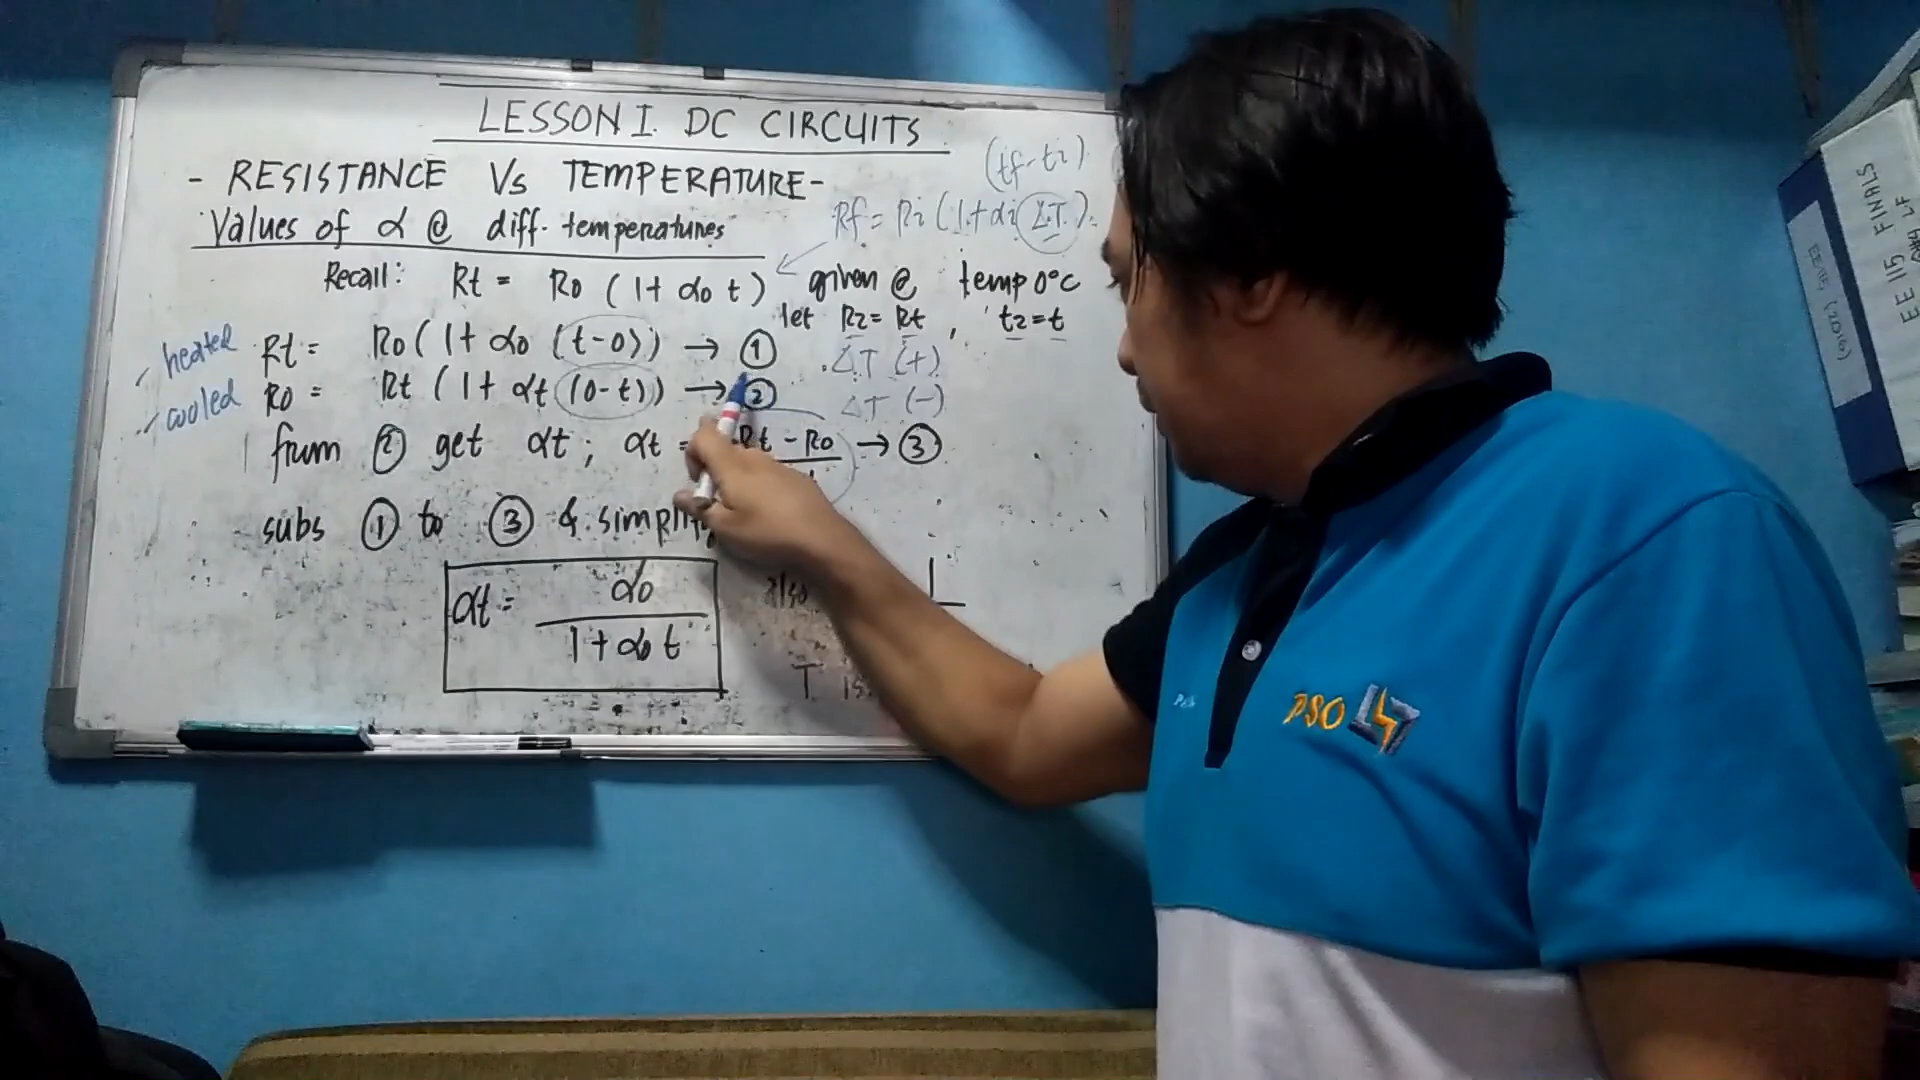 LESSON I. DC CIRCUITS
- RESISTANCE Vs TEMPERATURE -
(tf-ti)
Values of α @ diff. temperatures
Rf = Ri (1+αi ΔT).
Recall: Rt = Ro (1+ αo t)
given @ temp 0°C
let R2 = Rt, t2 = t
heated Rt = Ro (1+ αo (t-0)) → ① ΔT (+)
cooled Ro = Rt (1+ αt (0-t)) → ② ΔT (-)
from ② get αt; αt = Rt - Ro → ③
subs ① to ③ & simplify
αt = αo
1+ αo t
also
T is
PSO
EE 115 FINALS